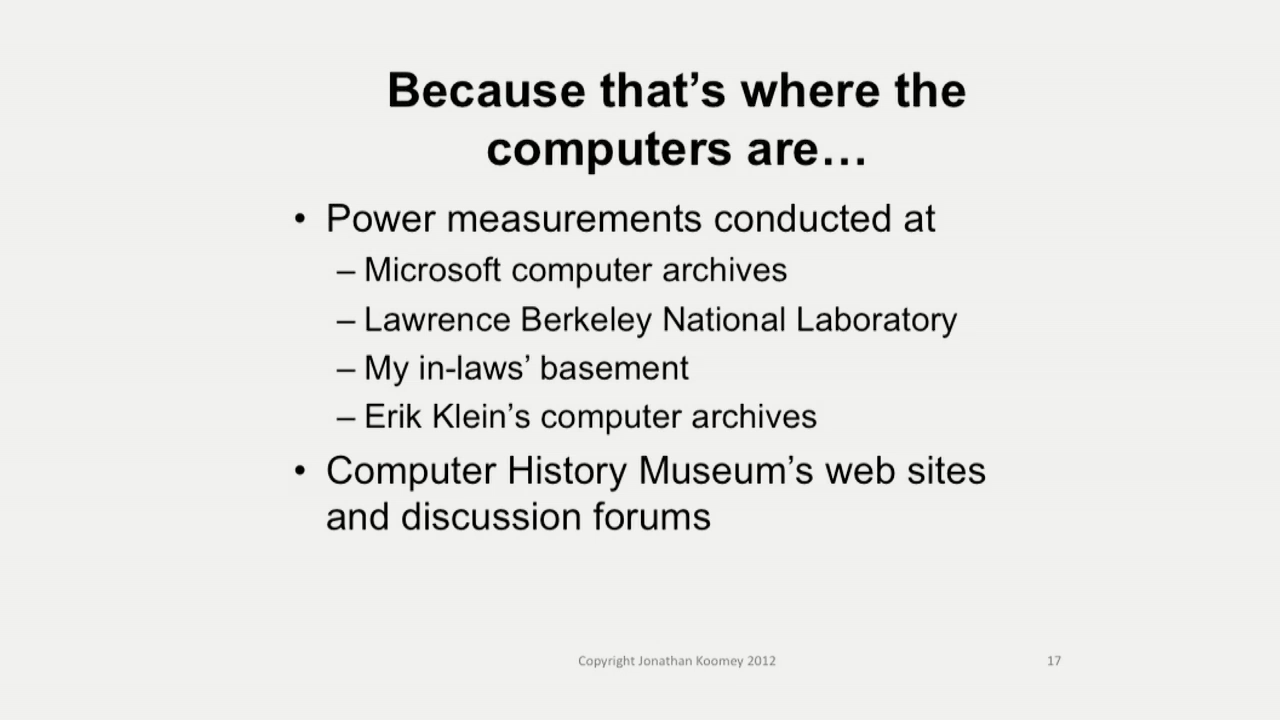 Because that’s where the
computers are…
• Power measurements conducted at
– Microsoft computer archives
– Lawrence Berkeley National Laboratory
– My in-laws’ basement
– Erik Klein’s computer archives
• Computer History Museum’s web sites
and discussion forums
Copyright Jonathan Koomey 2012
17